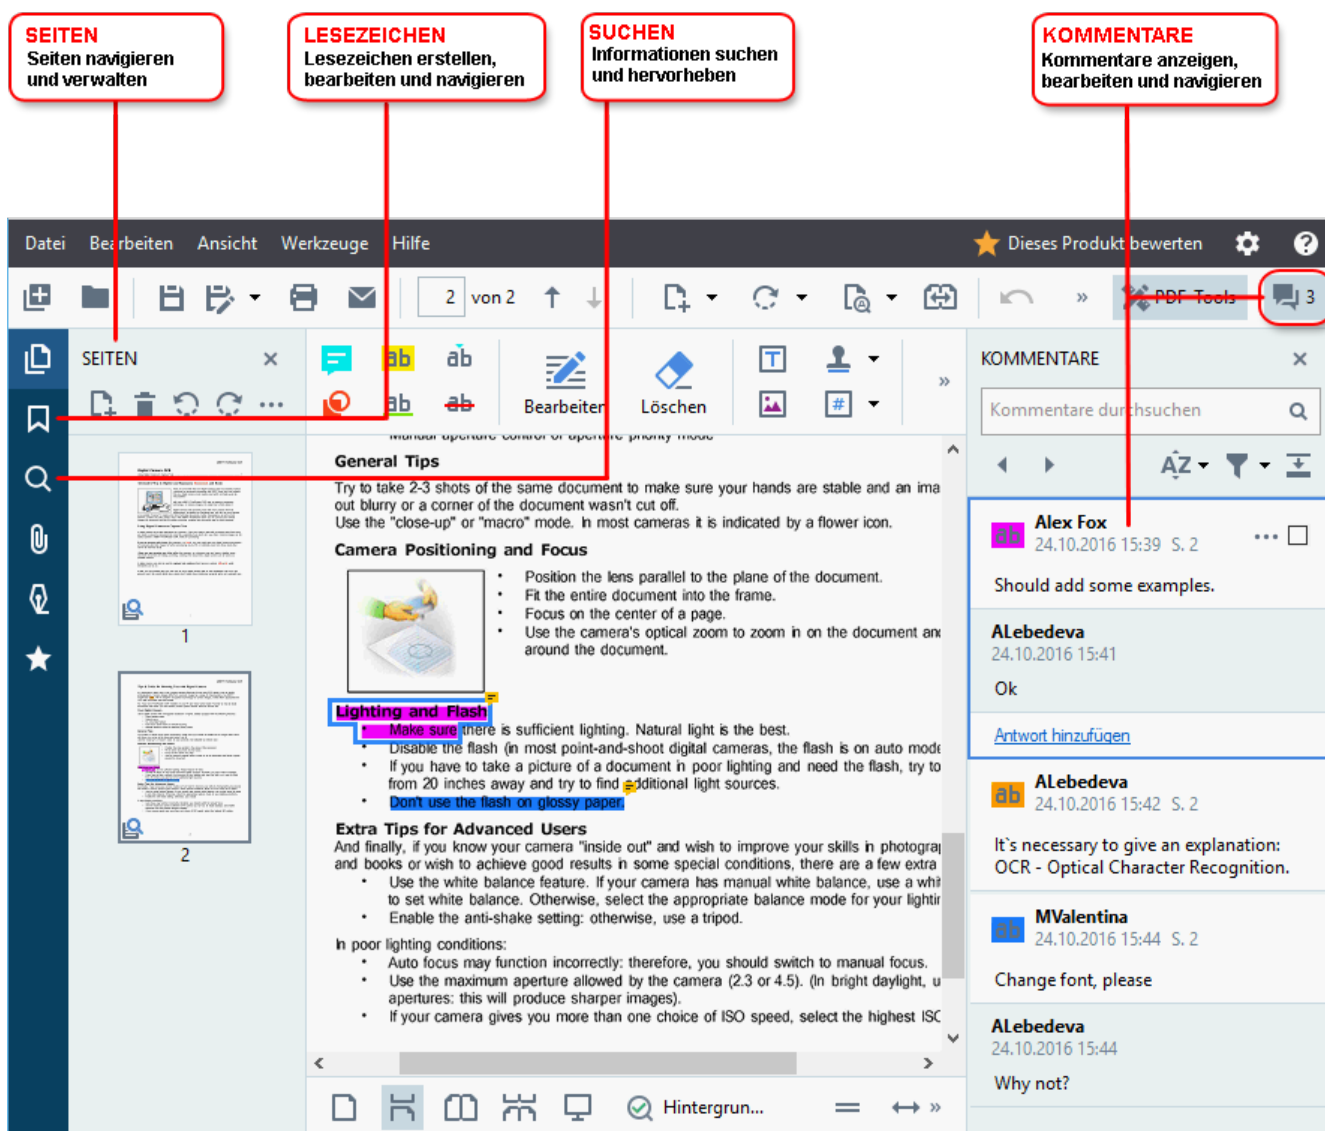 SEITEN
Seiten navigieren
und verwalten
LESEZEICHEN
Lesezeichen erstellen,
bearbeiten und navigieren
SUCHEN
Informationen suchen
und hervorheben
KOMMENTARE
Kommentare anzeigen,
bearbeiten und navigieren
Datei Bearbeiten Ansicht Werkzeuge Hilfe Dieses Produkt bewerten
2 von 2 PDF-Tools 3
SEITEN
1
2
ab ab
ab ab
Bearbeiten Löschen
T
#
Manual aperture control or aperture priority mode
General Tips
Try to take 2-3 shots of the same document to make sure your hands are stable and an ima
out blurry or a corner of the document wasn't cut off.
Use the "close-up" or "macro" mode. In most cameras it is indicated by a flower icon.
Camera Positioning and Focus
• Position the lens parallel to the plane of the document.
• Fit the entire document into the frame.
• Focus on the center of a page.
• Use the camera's optical zoom to zoom in on the document and
around the document.
Lighting and Flash
• Make sure there is sufficient lighting. Natural light is the best.
• Disable the flash (in most point-and-shoot digital cameras, the flash is on auto mode
• If you have to take a picture of a document in poor lighting and need the flash, try to
from 20 inches away and try to find additional light sources.
• Don't use the flash on glossy paper.
Extra Tips for Advanced Users
And finally, if you know your camera "inside out" and wish to improve your skills in photograp
and books or wish to achieve good results in some special conditions, there are a few extra
• Use the white balance feature. If your camera has manual white balance, use a whit
to set white balance. Otherwise, select the appropriate balance mode for your lightin
• Enable the anti-shake setting: otherwise, use a tripod.
In poor lighting conditions:
• Auto focus may function incorrectly: therefore, you should switch to manual focus.
• Use the maximum aperture allowed by the camera (2.3 or 4.5). (In bright daylight, u
apertures: this will produce sharper images).
• If your camera gives you more than one choice of ISO speed, select the highest ISO
Hintergrun...
KOMMENTARE
Kommentare durchsuchen
AZ
ab Alex Fox
24.10.2016 15:39 S. 2
Should add some examples.
ALebedeva
24.10.2016 15:41
Ok
Antwort hinzufügen
ab ALebedeva
24.10.2016 15:42 S. 2
It`s necessary to give an explanation:
OCR - Optical Character Recognition.
ab MValentina
24.10.2016 15:44 S. 2
Change font, please
ALebedeva
24.10.2016 15:44
Why not?